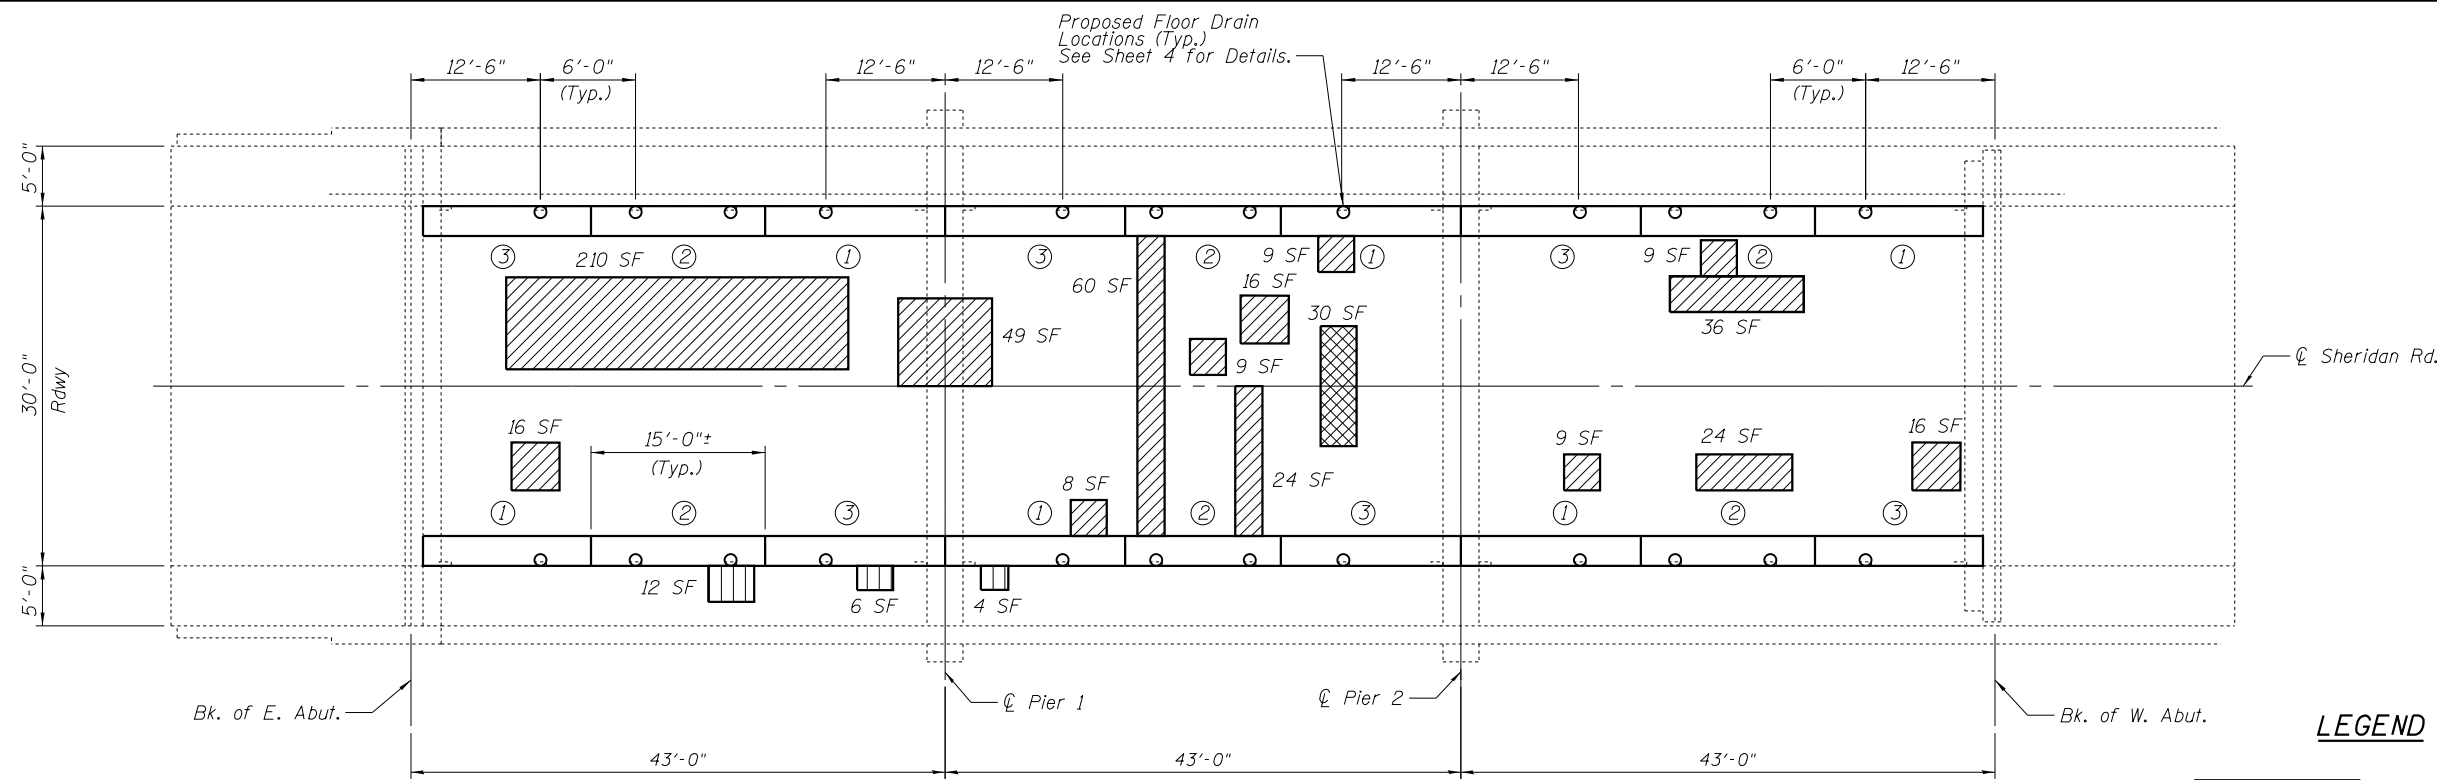 Proposed Floor Drain
Locations (Typ.)
See Sheet 4 for Details.
12'-6"
6'-0"
(Typ.)
12'-6"
12'-6"
12'-6"
12'-6"
6'-0"
(Typ.)
12'-6"
5'-0"
30'-0"
Rdwy
5'-0"
3
210 SF
2
1
3
60 SF
2
9 SF
1
3
9 SF
2
1
16 SF
30 SF
49 SF
36 SF
9 SF
℄ Sheridan Rd.
16 SF
15'-0"±
(Typ.)
9 SF
24 SF
16 SF
8 SF
24 SF
1
2
3
1
2
3
1
2
3
12 SF
6 SF
4 SF
Bk. of E. Abut.
℄ Pier 1
℄ Pier 2
Bk. of W. Abut.
LEGEND
43'-0"
43'-0"
43'-0"